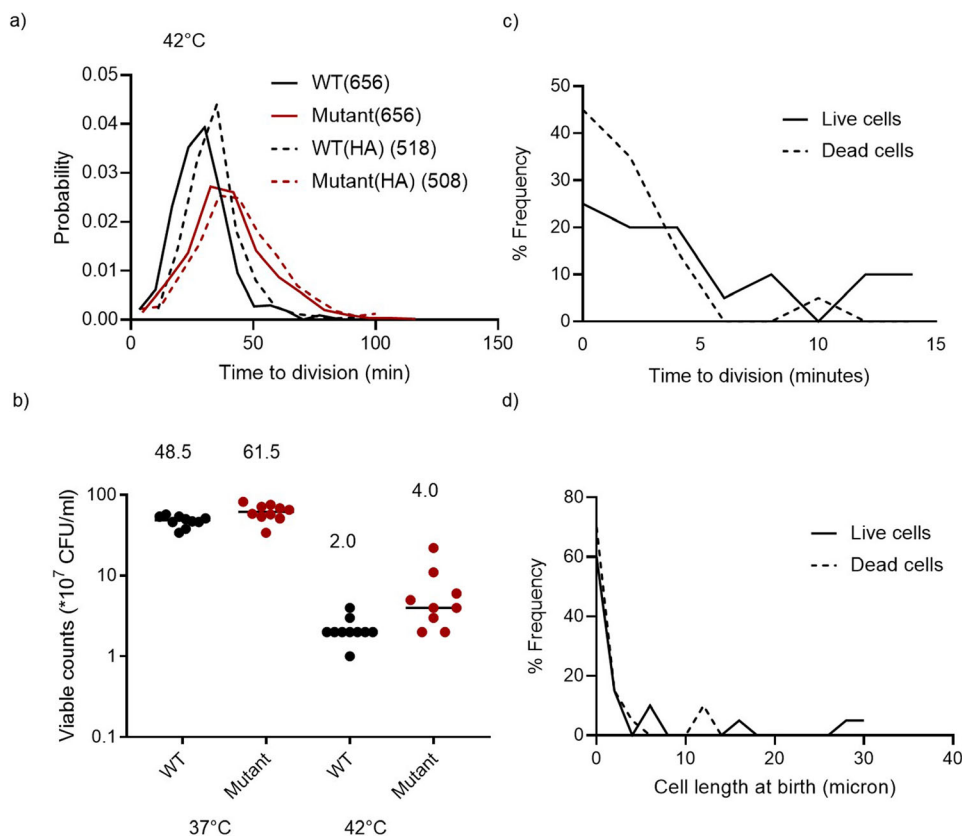 a)
42°C
0.05
0.04
0.03
0.02
0.01
0.00
Probability
0
50
100
150
Time to division (min)
WT(656)
Mutant(656)
WT(HA) (518)
Mutant(HA) (508)
b)
48.5
61.5
2.0
4.0
100
10
1
0.1
Viable counts (*10⁷ CFU/ml)
WT
Mutant
WT
Mutant
37°C
42°C
c)
50
40
30
20
10
0
% Frequency
0
5
10
15
Time to division (minutes)
Live cells
Dead cells
d)
80
60
40
20
0
% Frequency
0
10
20
30
40
Cell length at birth (micron)
Live cells
Dead cells